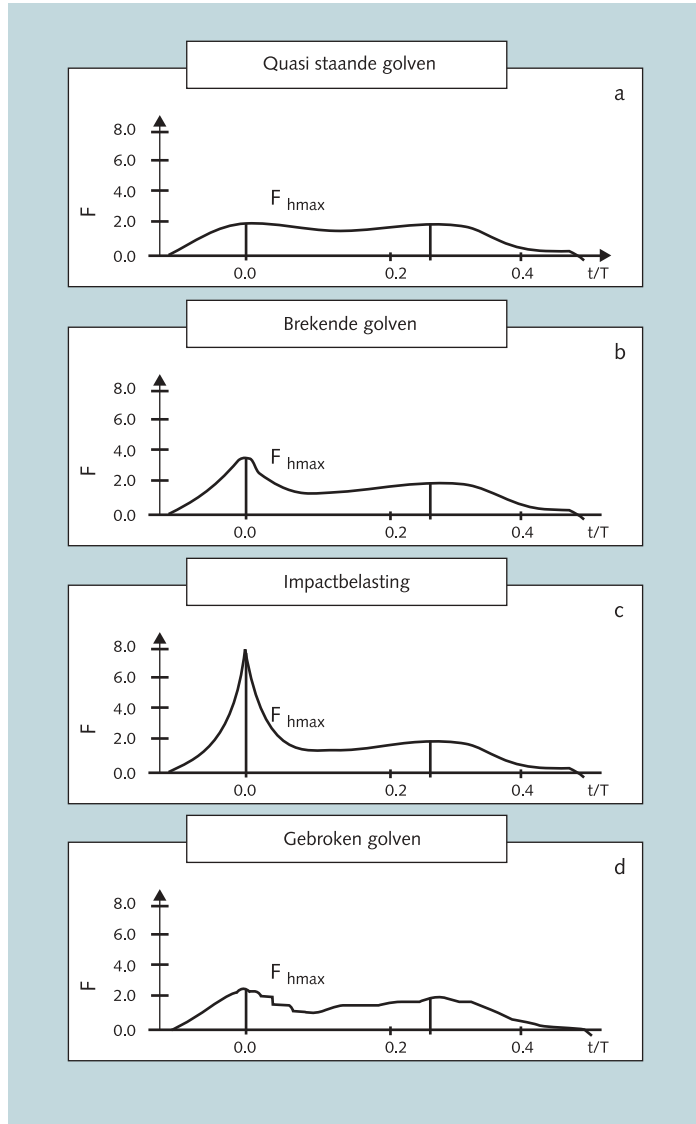 Quasi staande golven
a
8.0
6.0
4.0
F hmax
F
2.0
0.0
0.0 0.2 0.4 t/T
Brekende golven
b
8.0
6.0
4.0
F hmax
F
2.0
0.0
0.0 0.2 0.4 t/T
Impactbelasting
c
8.0
6.0
4.0
F hmax
F
2.0
0.0
0.0 0.2 0.4 t/T
Gebroken golven
d
8.0
6.0
4.0
F hmax
F
2.0
0.0
0.0 0.2 0.4 t/T